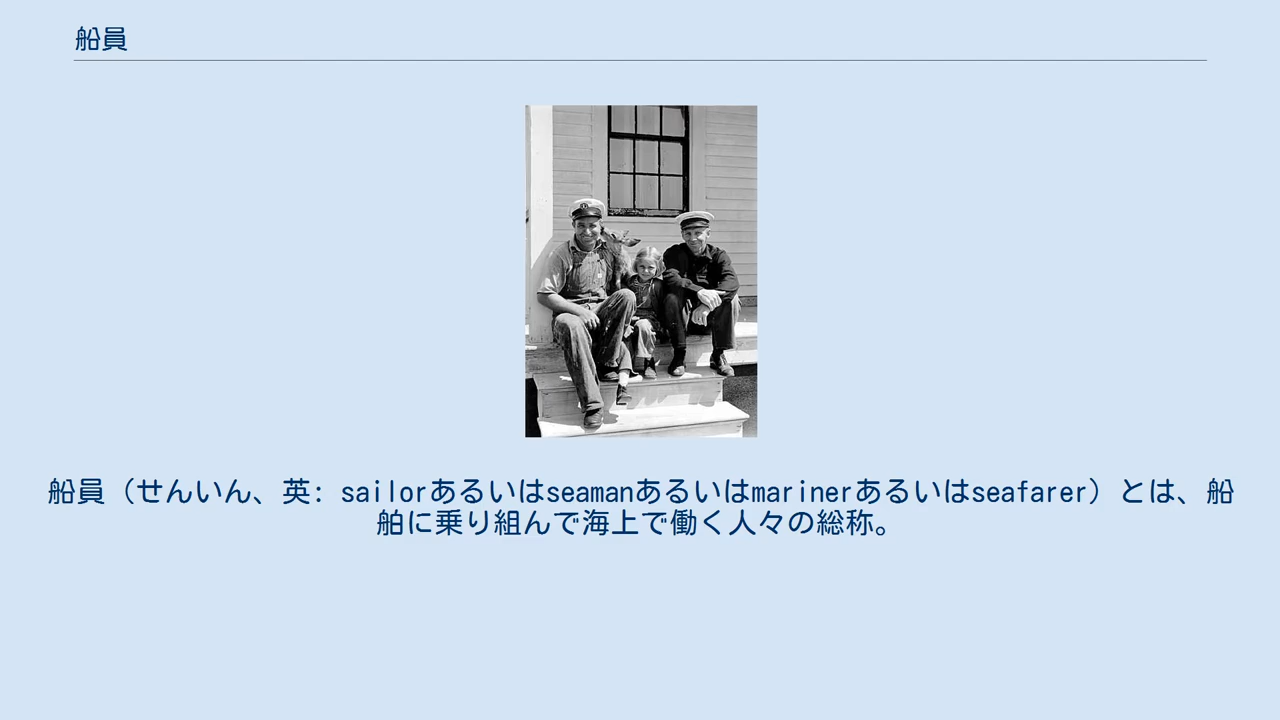 船員
船員（せんいん、英: sailorあるいはseamanあるいはmarinerあるいはseafarer）とは、船
舶に乗り組んで海上で働く人々の総称。